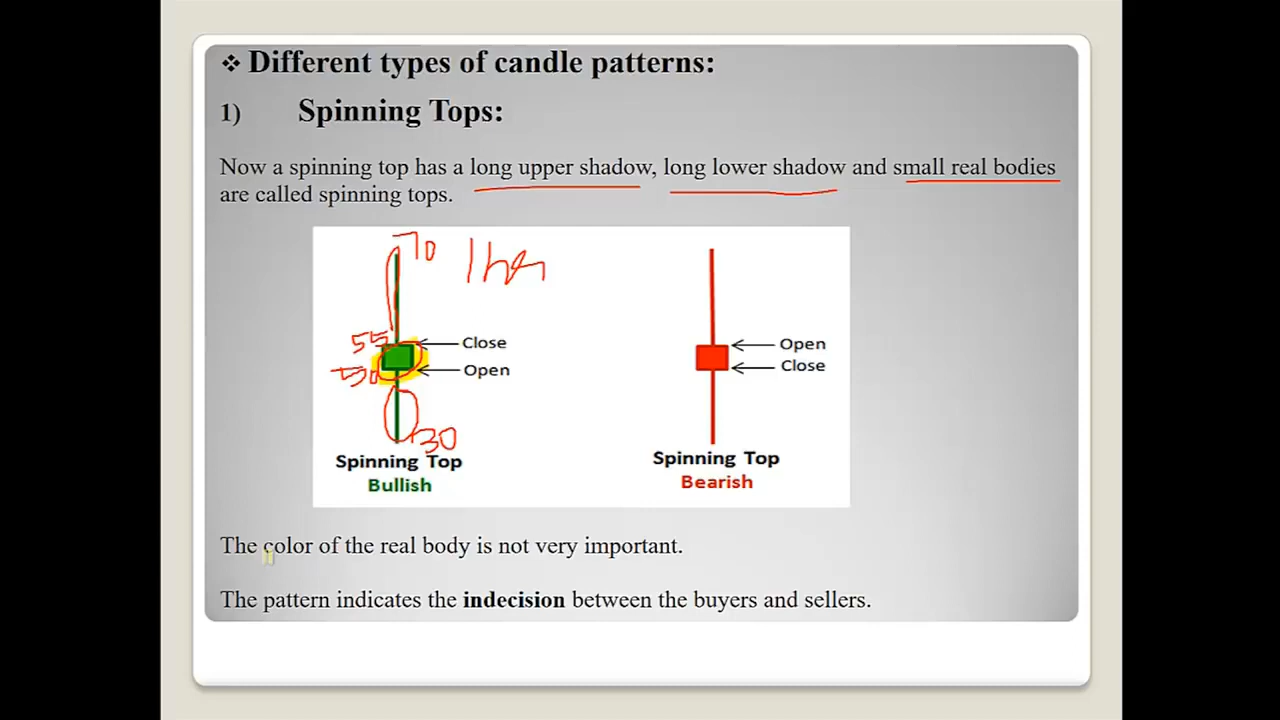 ❖ Different types of candle patterns:
1) Spinning Tops:
Now a spinning top has a long upper shadow, long lower shadow and small real bodies
are called spinning tops.
70 1hr
55 Close
50 Open
30
Spinning Top
Bullish
Open
Close
Spinning Top
Bearish
The color of the real body is not very important.
The pattern indicates the indecision between the buyers and sellers.